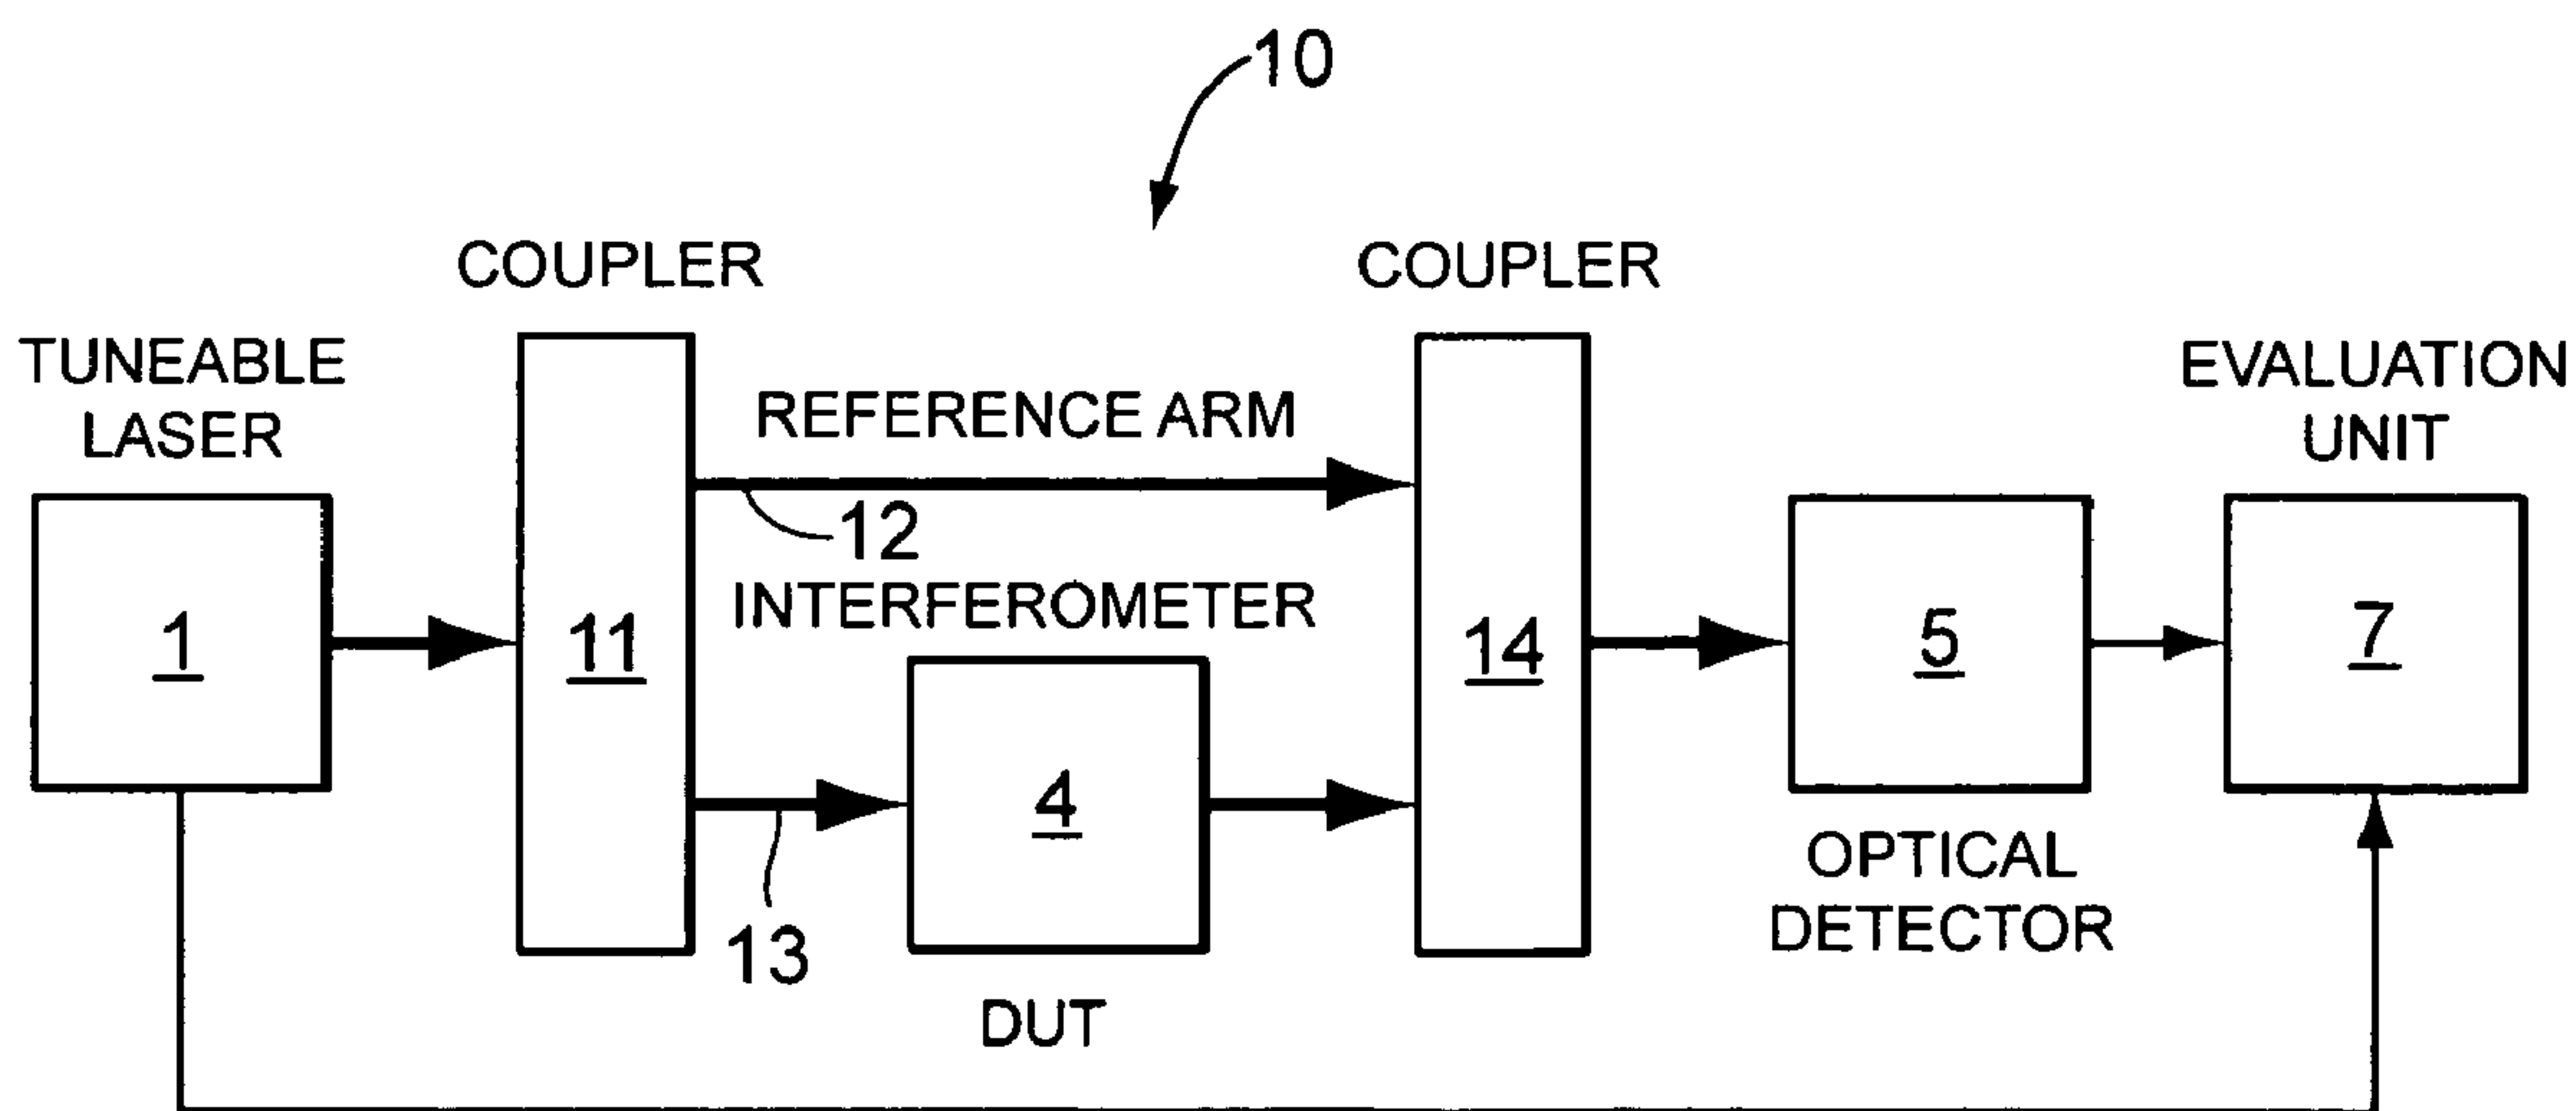 10
COUPLER
COUPLER
TUNEABLE
LASER
REFERENCE ARM
EVALUATION
UNIT
12
INTERFEROMETER
1
11
14
5
7
4
13
OPTICAL
DETECTOR
DUT